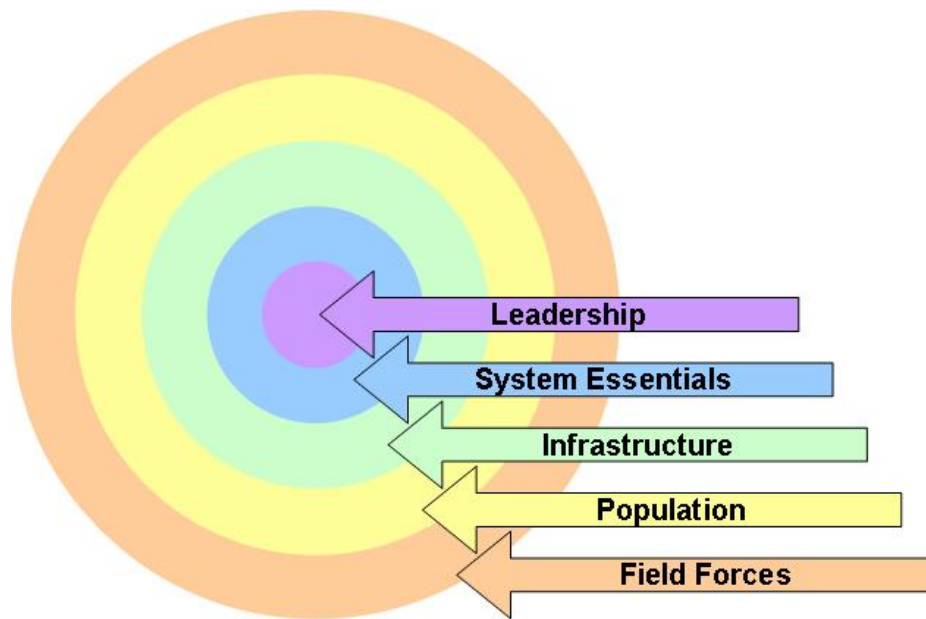 Leadership
System Essentials
Infrastructure
Population
Field Forces